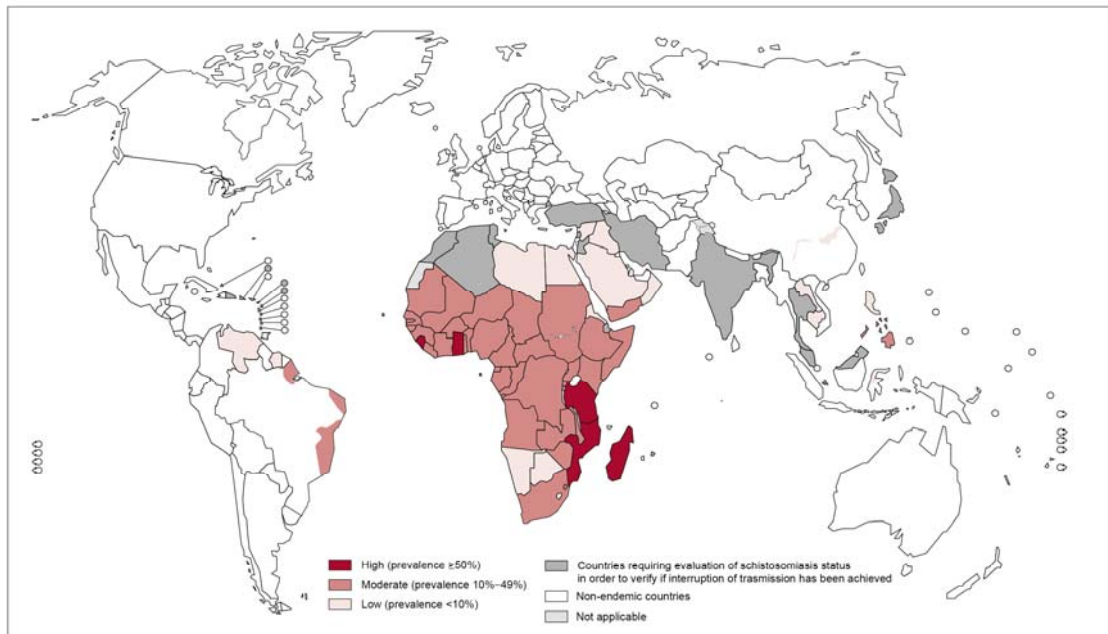 High (prevalence ≥50%)
Moderate (prevalence 10%–49%)
Low (prevalence <10%)
Countries requiring evaluation of schistosomiasis status
in order to verify if interruption of trasmission has been achieved
Non-endemic countries
Not applicable